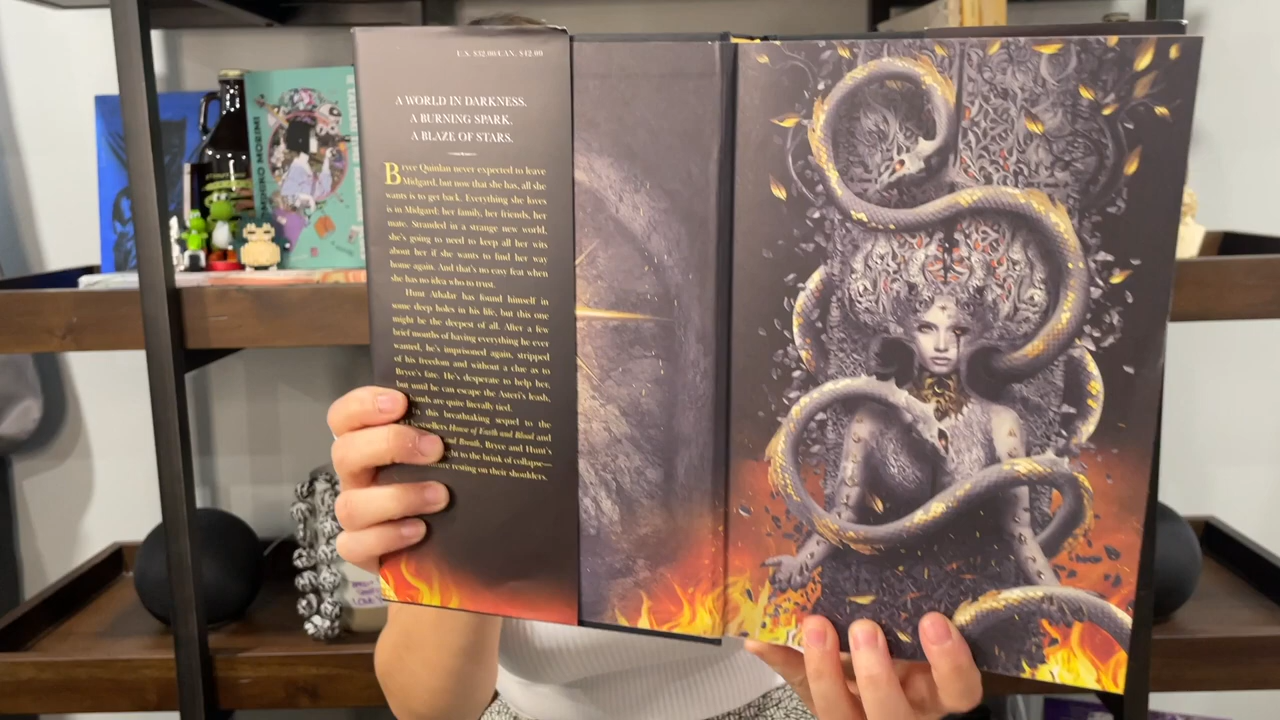 U.S. $32.00/CAN. $42.00
A WORLD IN DARKNESS.
A BURNING SPARK.
A BLAZE OF STARS.
Bryce Quinlan never expected to leave
Midgard, but now that she has, all she
wants is to get back. Everything she loves
is in Midgard: her family, her friends, her
mate. Stranded in a strange new world,
she's going to need to keep all her wits
about her if she wants to find her way
home again. And that's no easy feat when
she has no idea who to trust.
Hunt Athalar has found himself in
some deep holes in his life, but this one
might be the deepest of all. After a few
brief months of having everything he ever
wanted, he's imprisoned again, stripped
of his freedom and without a clue as to
Bryce's fate. He's desperate to help her,
but until he can escape the Asteri's leash,
ands are quite literally tied.
this breathtaking sequel to the
bestsellers House of Earth and Blood and
and Breath, Bryce and Hunt's
ght to the brink of collapse—
resting on their shoulders.
MORIMI